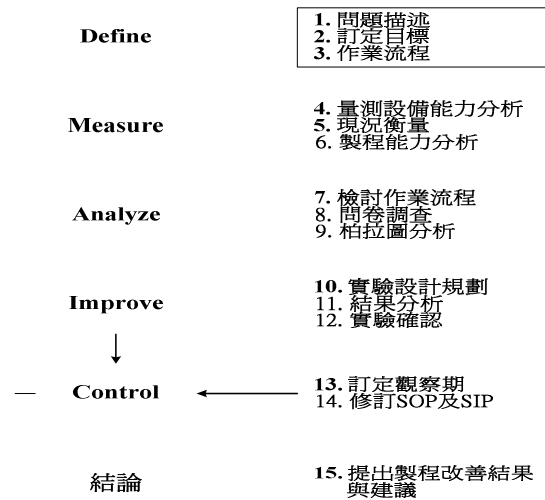 Define
1. 問題描述
2. 訂定目標
3. 作業流程
Measure
4. 量測設備能力分析
5. 現況衡量
6. 製程能力分析
Analyze
7. 檢討作業流程
8. 問卷調查
9. 柏拉圖分析
Improve
10. 實驗設計規劃
11. 結果分析
12. 實驗確認
Control
13. 訂定觀察期
14. 修訂SOP及SIP
結論
15. 提出製程改善結果
與建議